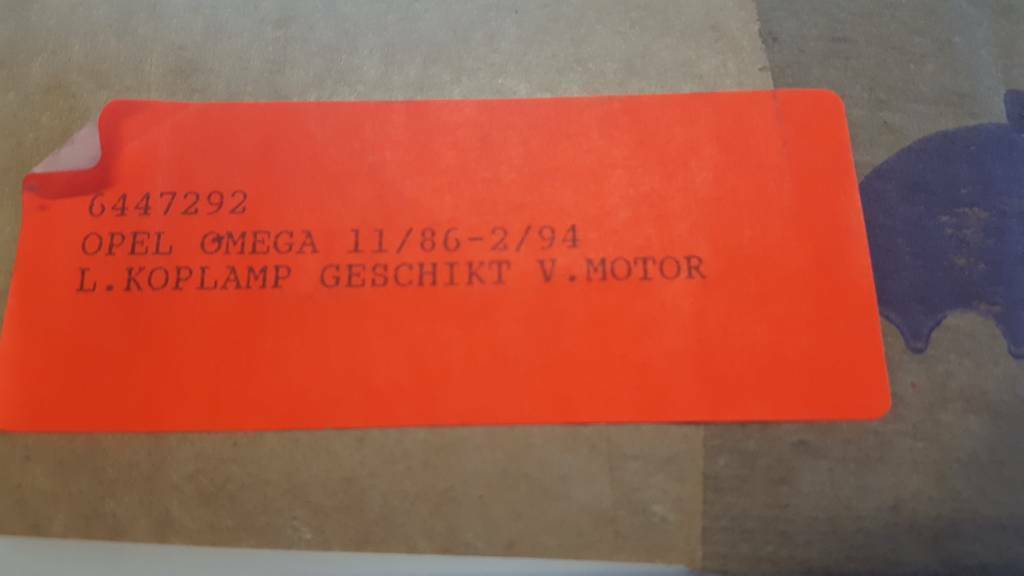 6447292
OPEL OMEGA 11/86-2/94
L.KOPLAMP GESCHIKT V.MOTOR